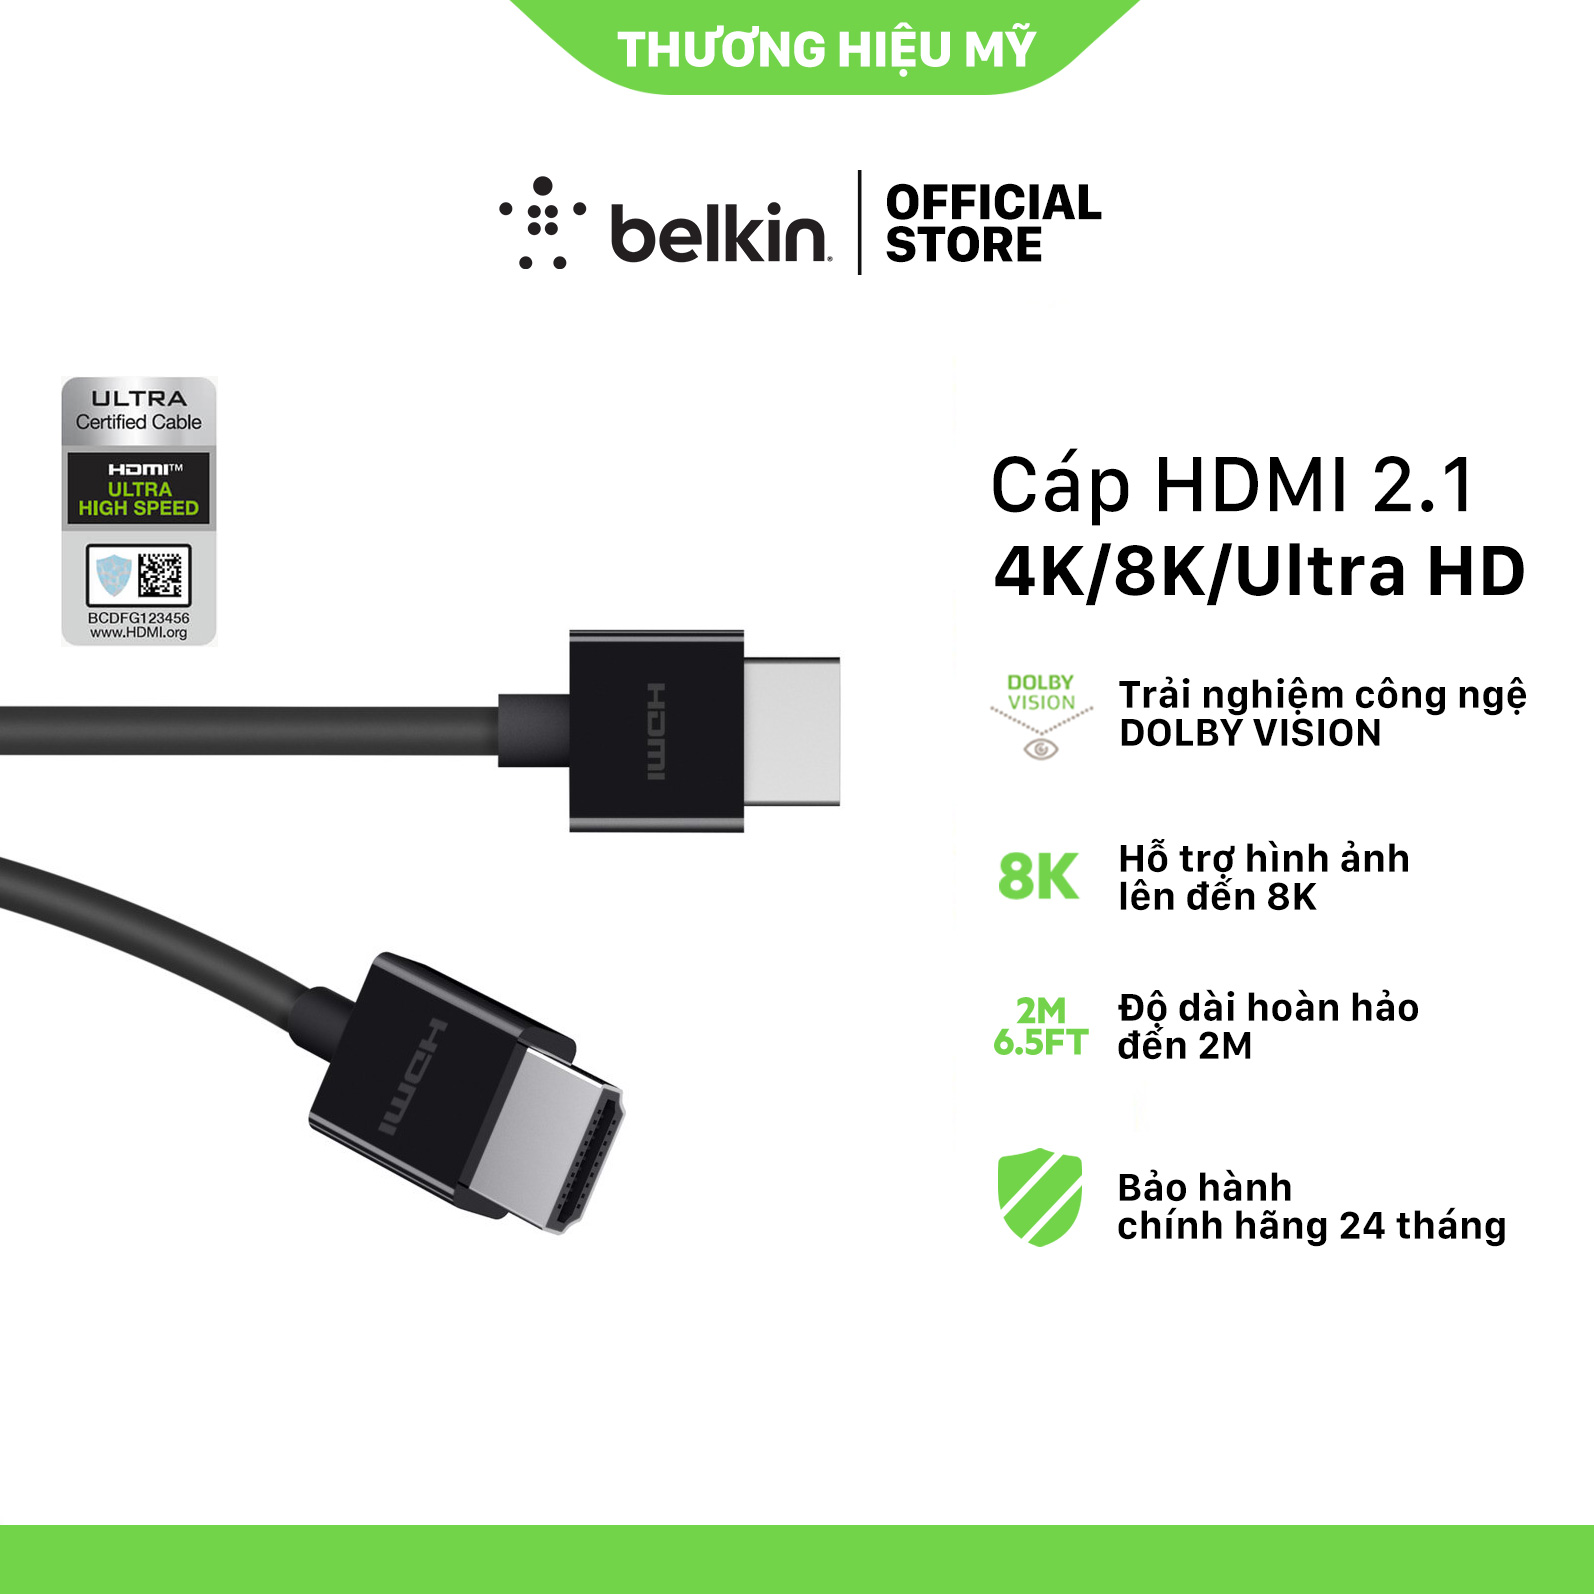 THƯƠNG HIỆU MỸ
belkin
OFFICIAL
STORE
ULTRA
Certified Cable
HDMI™
ULTRA
HIGH SPEED
BCDFG123456
www.HDMI.org
HDMI
HDMI
Cáp HDMI 2.1
4K/8K/Ultra HD
DOLBY
VISION
Trải nghiệm công ngệ
DOLBY VISION
8K
Hỗ trợ hình ảnh
lên đến 8K
2M
6.5FT
Độ dài hoàn hảo
đến 2M
Bảo hành
chính hãng 24 tháng